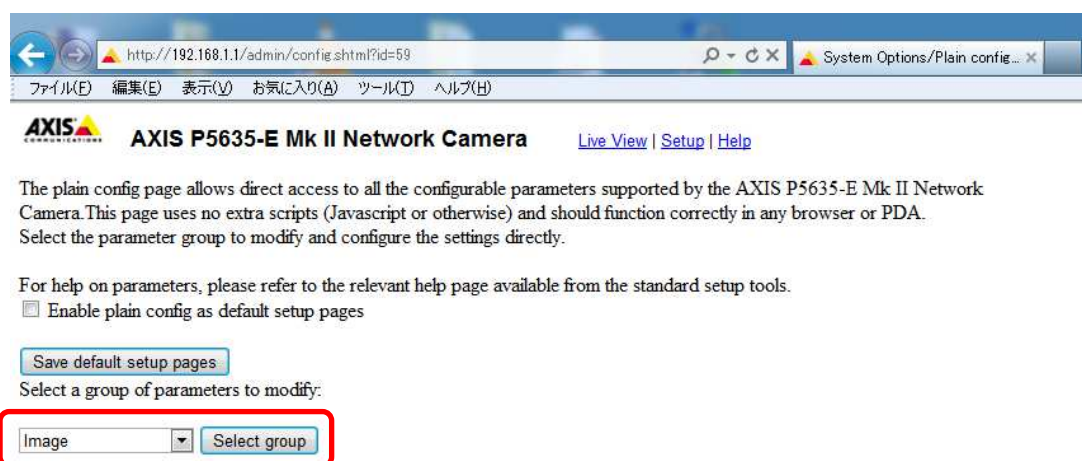 http://192.168.1.1/admin/config.shtml?id=59
System Options/Plain config...
ファイル(F) 編集(E) 表示(V) お気に入り(A) ツール(T) ヘルプ(H)
AXIS
COMMUNICATIONS
AXIS P5635-E Mk II Network Camera
Live View | Setup | Help
The plain config page allows direct access to all the configurable parameters supported by the AXIS P5635-E Mk II Network
Camera.This page uses no extra scripts (Javascript or otherwise) and should function correctly in any browser or PDA.
Select the parameter group to modify and configure the settings directly.
For help on parameters, please refer to the relevant help page available from the standard setup tools.
Enable plain config as default setup pages
Save default setup pages
Select a group of parameters to modify:
Image
Select group